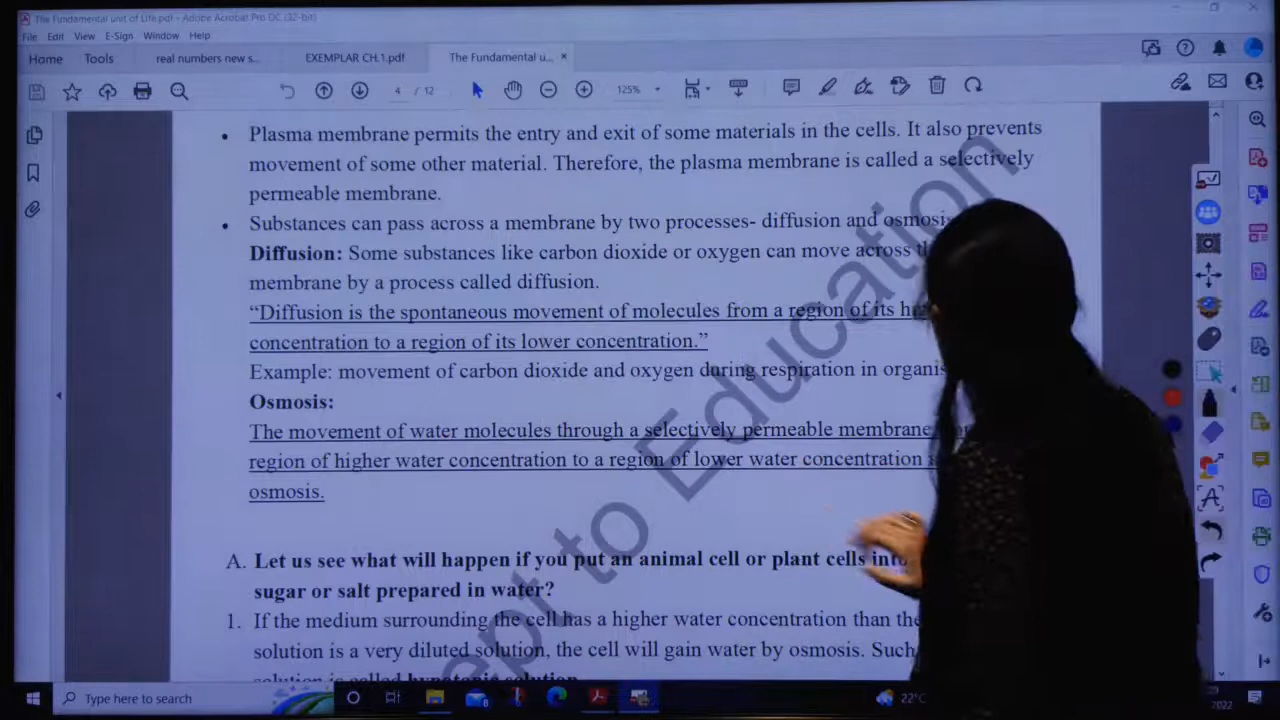 The Fundamental unit of Life.pdf - Adobe Acrobat Pro DC (32-bit)
File Edit View E-Sign Window Help
Home Tools real numbers new s... EXEMPLAR CH.1.pdf The Fundamental u... ×
4 / 12 125%
• Plasma membrane permits the entry and exit of some materials in the cells. It also prevents
movement of some other material. Therefore, the plasma membrane is called a selectively
permeable membrane.
• Substances can pass across a membrane by two processes- diffusion and osmosis
Diffusion: Some substances like carbon dioxide or oxygen can move across
membrane by a process called diffusion.
“Diffusion is the spontaneous movement of molecules from a region of its
concentration to a region of its lower concentration.”
Example: movement of carbon dioxide and oxygen during respiration in
Osmosis:
The movement of water molecules through a selectively permeable membrane
region of higher water concentration to a region of lower water concentration
osmosis.
A. Let us see what will happen if you put an animal cell or plant cells into
sugar or salt prepared in water?
1. If the medium surrounding the cell has a higher water concentration than the
solution is a very diluted solution, the cell will gain water by osmosis. Such
solution is called hypotonic solution
ept to Education
Type here to search 22°C 2022